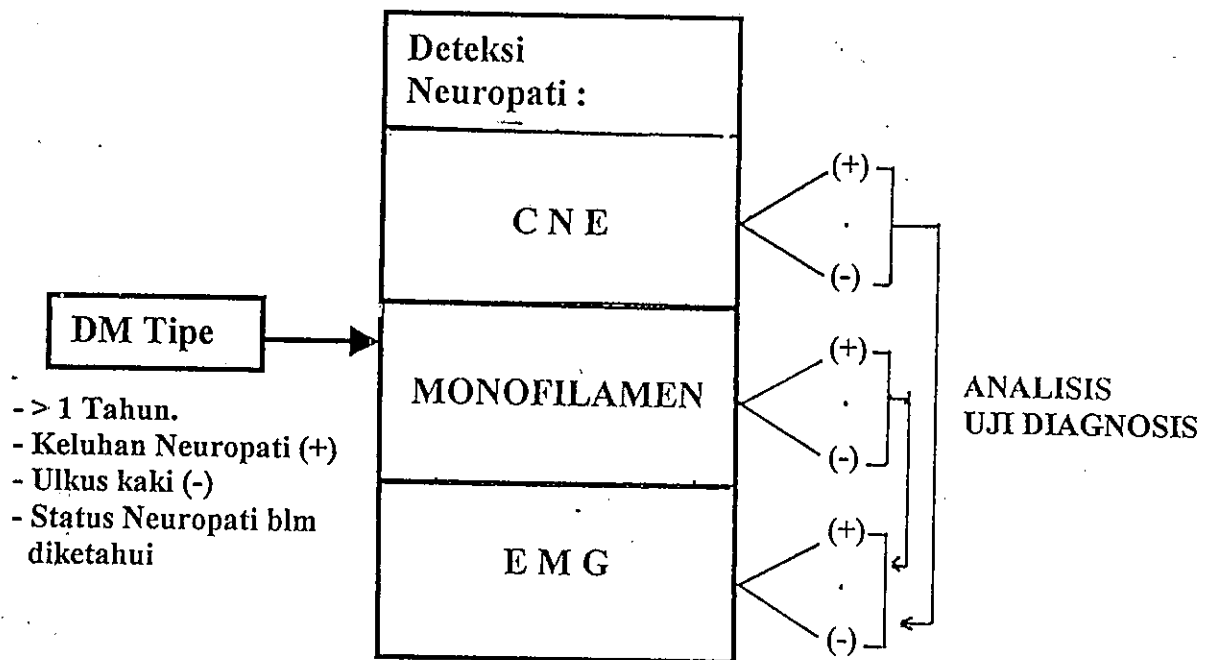 Deteksi
Neuropati :
C N E
(+)
.
(-)
DM Tipe
- > 1 Tahun.
- Keluhan Neuropati (+)
- Ulkus kaki (-)
- Status Neuropati blm
diketahui
MONOFILAMEN
(+)
.
(-)
ANALISIS
UJI DIAGNOSIS
E M G
(+)
.
(-)